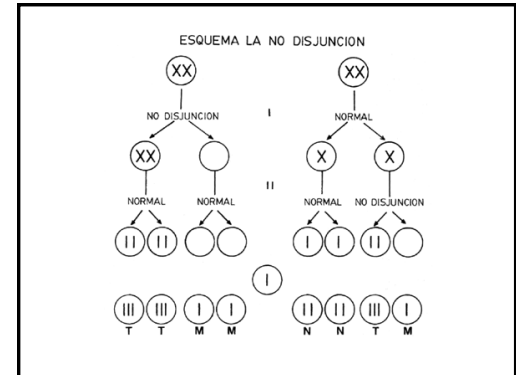 ESQUEMA LA NO DISJUNCION
XX XX
NO DISJUNCION I NORMAL
XX X X
II
NORMAL NORMAL NORMAL NO DISJUNCION
II II I I II
I
III III I I II II III I
T T M M N N T M